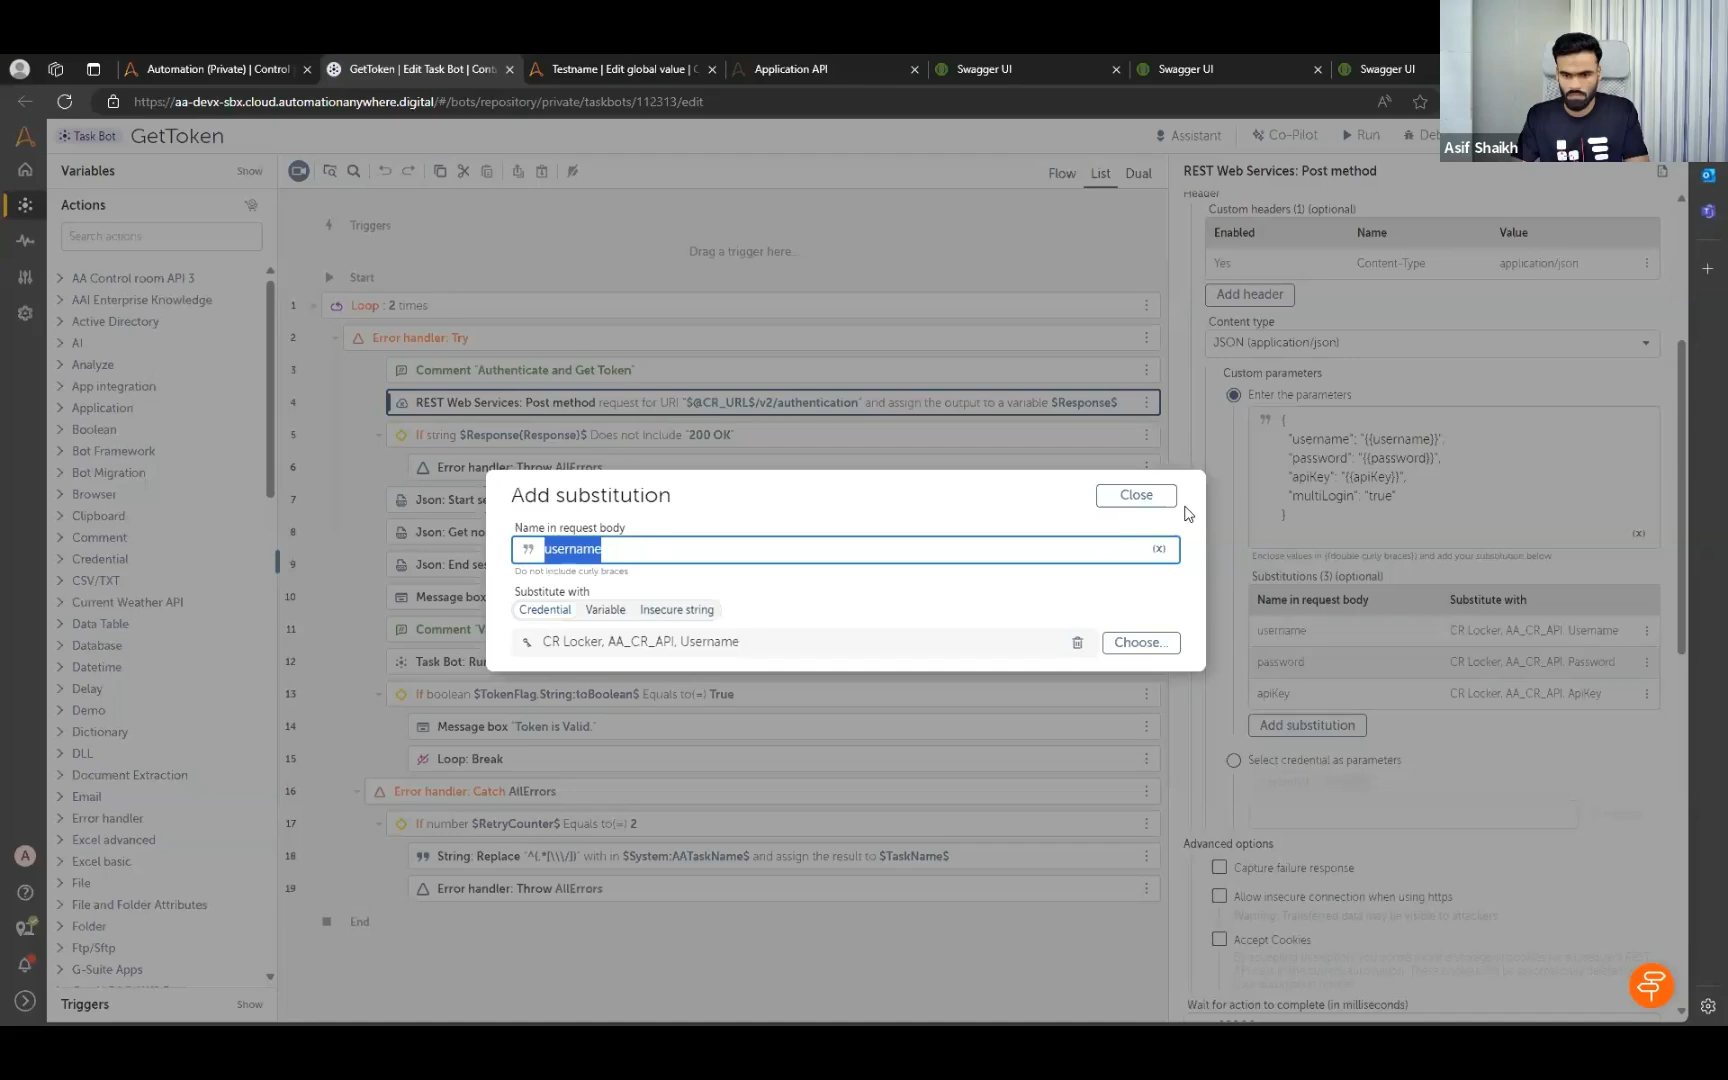 Automation (Private) | Control
GetToken | Edit Task Bot | Cont
Testname | Edit global value | C
Application API
Swagger UI
Swagger UI
Swagger UI
https://aa-devx-sbx.cloud.automationanywhere.digital/#/bots/repository/private/taskbots/112313/edit
Asif Shaikh
Task Bot
GetToken
Assistant
Co-Pilot
Run
Deb
Variables
Show
Actions
Search actions
AA Control room API 3
AAI Enterprise Knowledge
Active Directory
AI
Analyze
App integration
Application
Boolean
Bot Framework
Bot Migration
Browser
Clipboard
Comment
Credential
CSV/TXT
Current Weather API
Data Table
Database
Datetime
Delay
Demo
Dictionary
DLL
Document Extraction
Email
Error handler
Excel advanced
Excel basic
File
File and Folder Attributes
Folder
Ftp/Sftp
G-Suite Apps
Triggers
Show
A
Flow
List
Dual
Triggers
Drag a trigger here...
Start
1 Loop : 2 times
2 Error handler: Try
3 Comment "Authenticate and Get Token"
4 REST Web Services: Post method request for URI "$@CR_URL$/v2/authentication" and assign the output to a variable $Response$
5 If string $Response{Response}$ Does not Include "200 OK"
6 Error handler: Throw AllErrors
7 Json: Start se
8 Json: Get no
9 Json: End ses
10 Message box
11 Comment "V
12 Task Bot: Run
13 If boolean $TokenFlag.String:toBoolean$ Equals to(=) True
14 Message box "Token is Valid."
15 Loop: Break
16 Error handler: Catch AllErrors
17 If number $RetryCounter$ Equals to(=) 2
18 String: Replace "^(.*[\\\/])" with in $System:AATaskName$ and assign the result to $TaskName$
19 Error handler: Throw AllErrors
End
Add substitution
Close
Name in request body
username
(x)
Do not include curly braces
Substitute with
Credential
Variable
Insecure string
CR Locker, AA_CR_API, Username
Choose...
REST Web Services: Post method
Header
Custom headers (1) (optional)
Enabled Name Value
Yes Content-Type application/json
Add header
Content type
JSON (application/json)
Custom parameters
Enter the parameters
{
"username": "{{username}}",
"password": "{{password}}",
"apiKey": "{{apiKey}}",
"multiLogin": "true"
}
(x)
Enclose values in {{double curly braces}} and add your substitution below.
Substitutions (3) (optional)
Name in request body Substitute with
username CR Locker, AA_CR_API, Username
password CR Locker, AA_CR_API, Password
apiKey CR Locker, AA_CR_API, ApiKey
Add substitution
Select credential as parameters
Advanced options
Capture failure response
Allow insecure connection when using https
Warning: Transferred data may be visible to attackers
Accept Cookies
Wait for action to complete (in milliseconds)